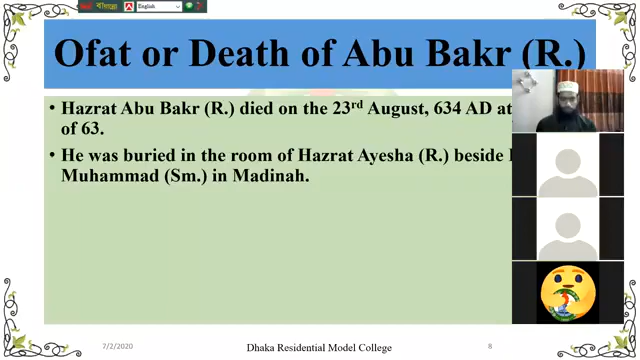 English
Ofat or Death of Abu Bakr (R.)
• Hazrat Abu Bakr (R.) died on the 23rd August, 634 AD at
of 63.
• He was buried in the room of Hazrat Ayesha (R.) beside
Muhammad (Sm.) in Madinah.
7/2/2020
Dhaka Residential Model College
8